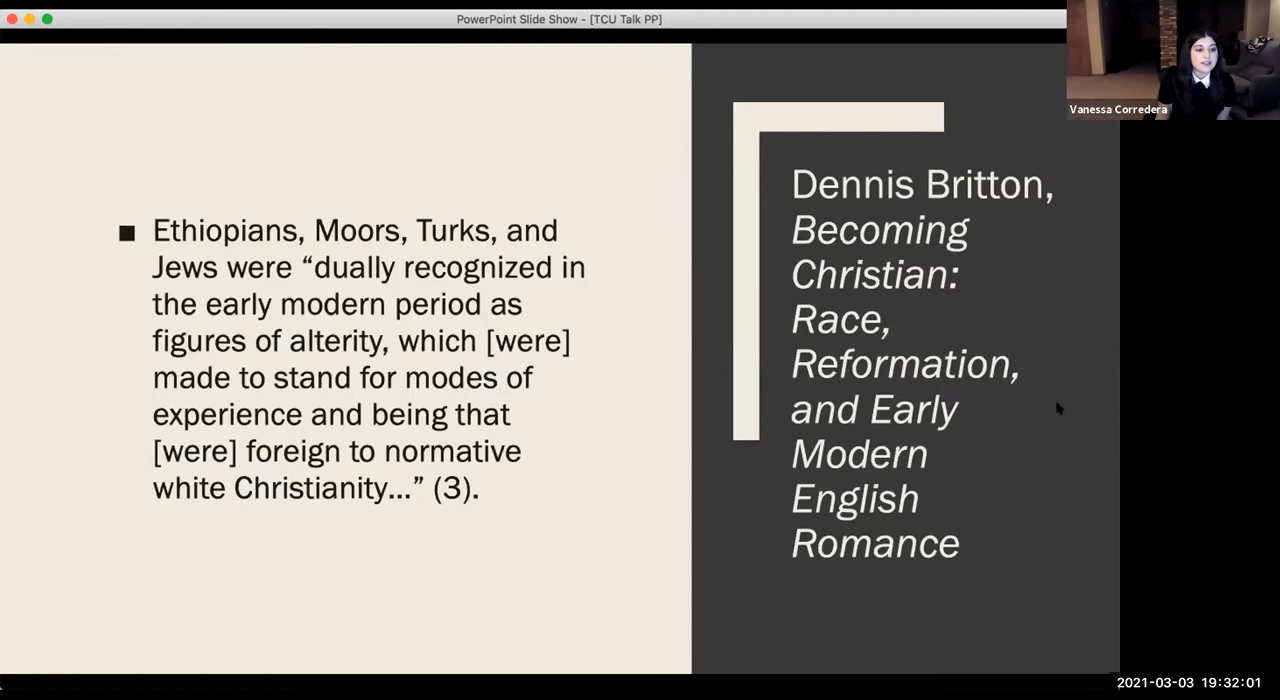 PowerPoint Slide Show - [TCU Talk PP]
Vanessa Corredera
■ Ethiopians, Moors, Turks, and
Jews were “dually recognized in
the early modern period as
figures of alterity, which [were]
made to stand for modes of
experience and being that
[were] foreign to normative
white Christianity...” (3).
Dennis Britton,
Becoming
Christian:
Race,
Reformation,
and Early
Modern
English
Romance
2021-03-03 19:32:01